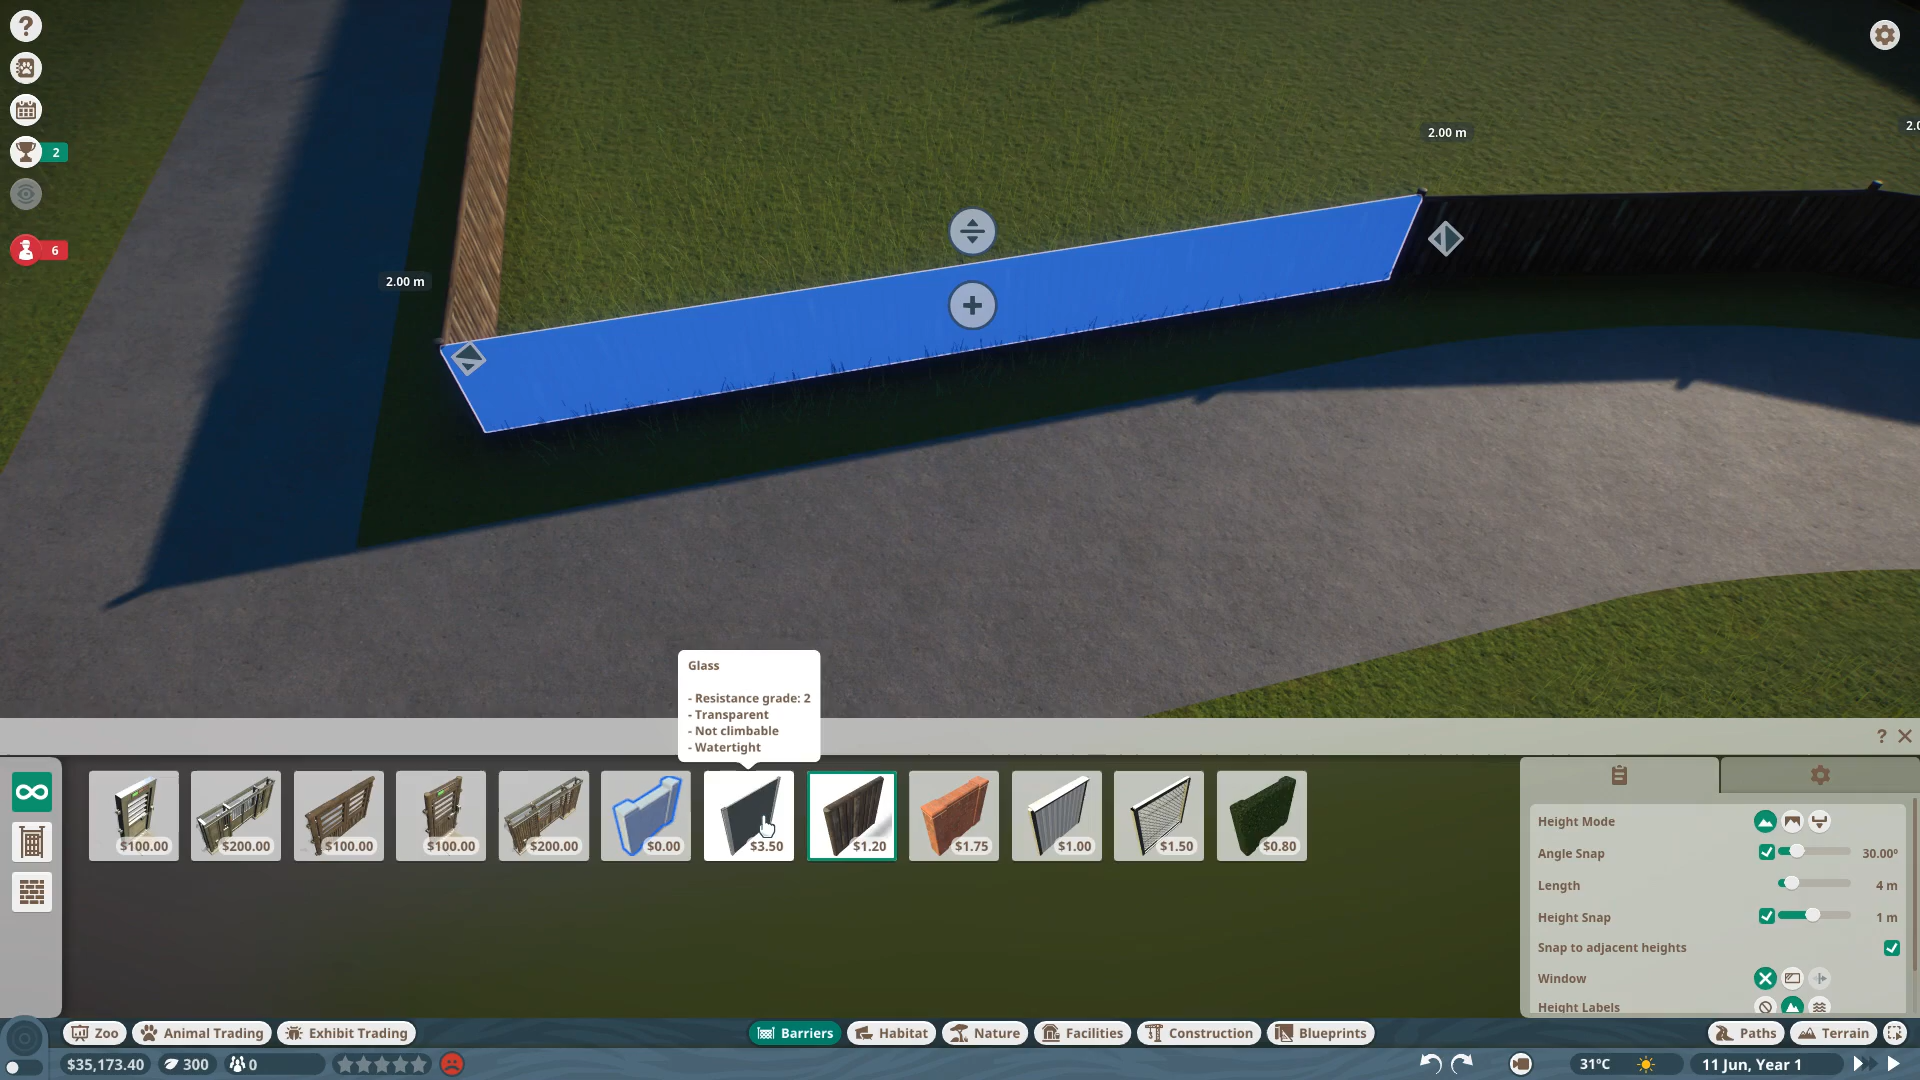 2
6
2.00 m
2.0
2.00 m
Glass
- Resistance grade: 2
- Transparent
- Not climbable
- Watertight
?
$100.00
$200.00
$100.00
$100.00
$200.00
$0.00
$3.50
$1.20
$1.75
$1.00
$1.50
$0.80
Height Mode
Angle Snap 30.00º
Length 4 m
Height Snap 1 m
Snap to adjacent heights
Window
Height Labels
Zoo
Animal Trading
Exhibit Trading
Barriers
Habitat
Nature
Facilities
Construction
Blueprints
Paths
Terrain
$35,173.40
300
0
31ºC
11 Jun, Year 1